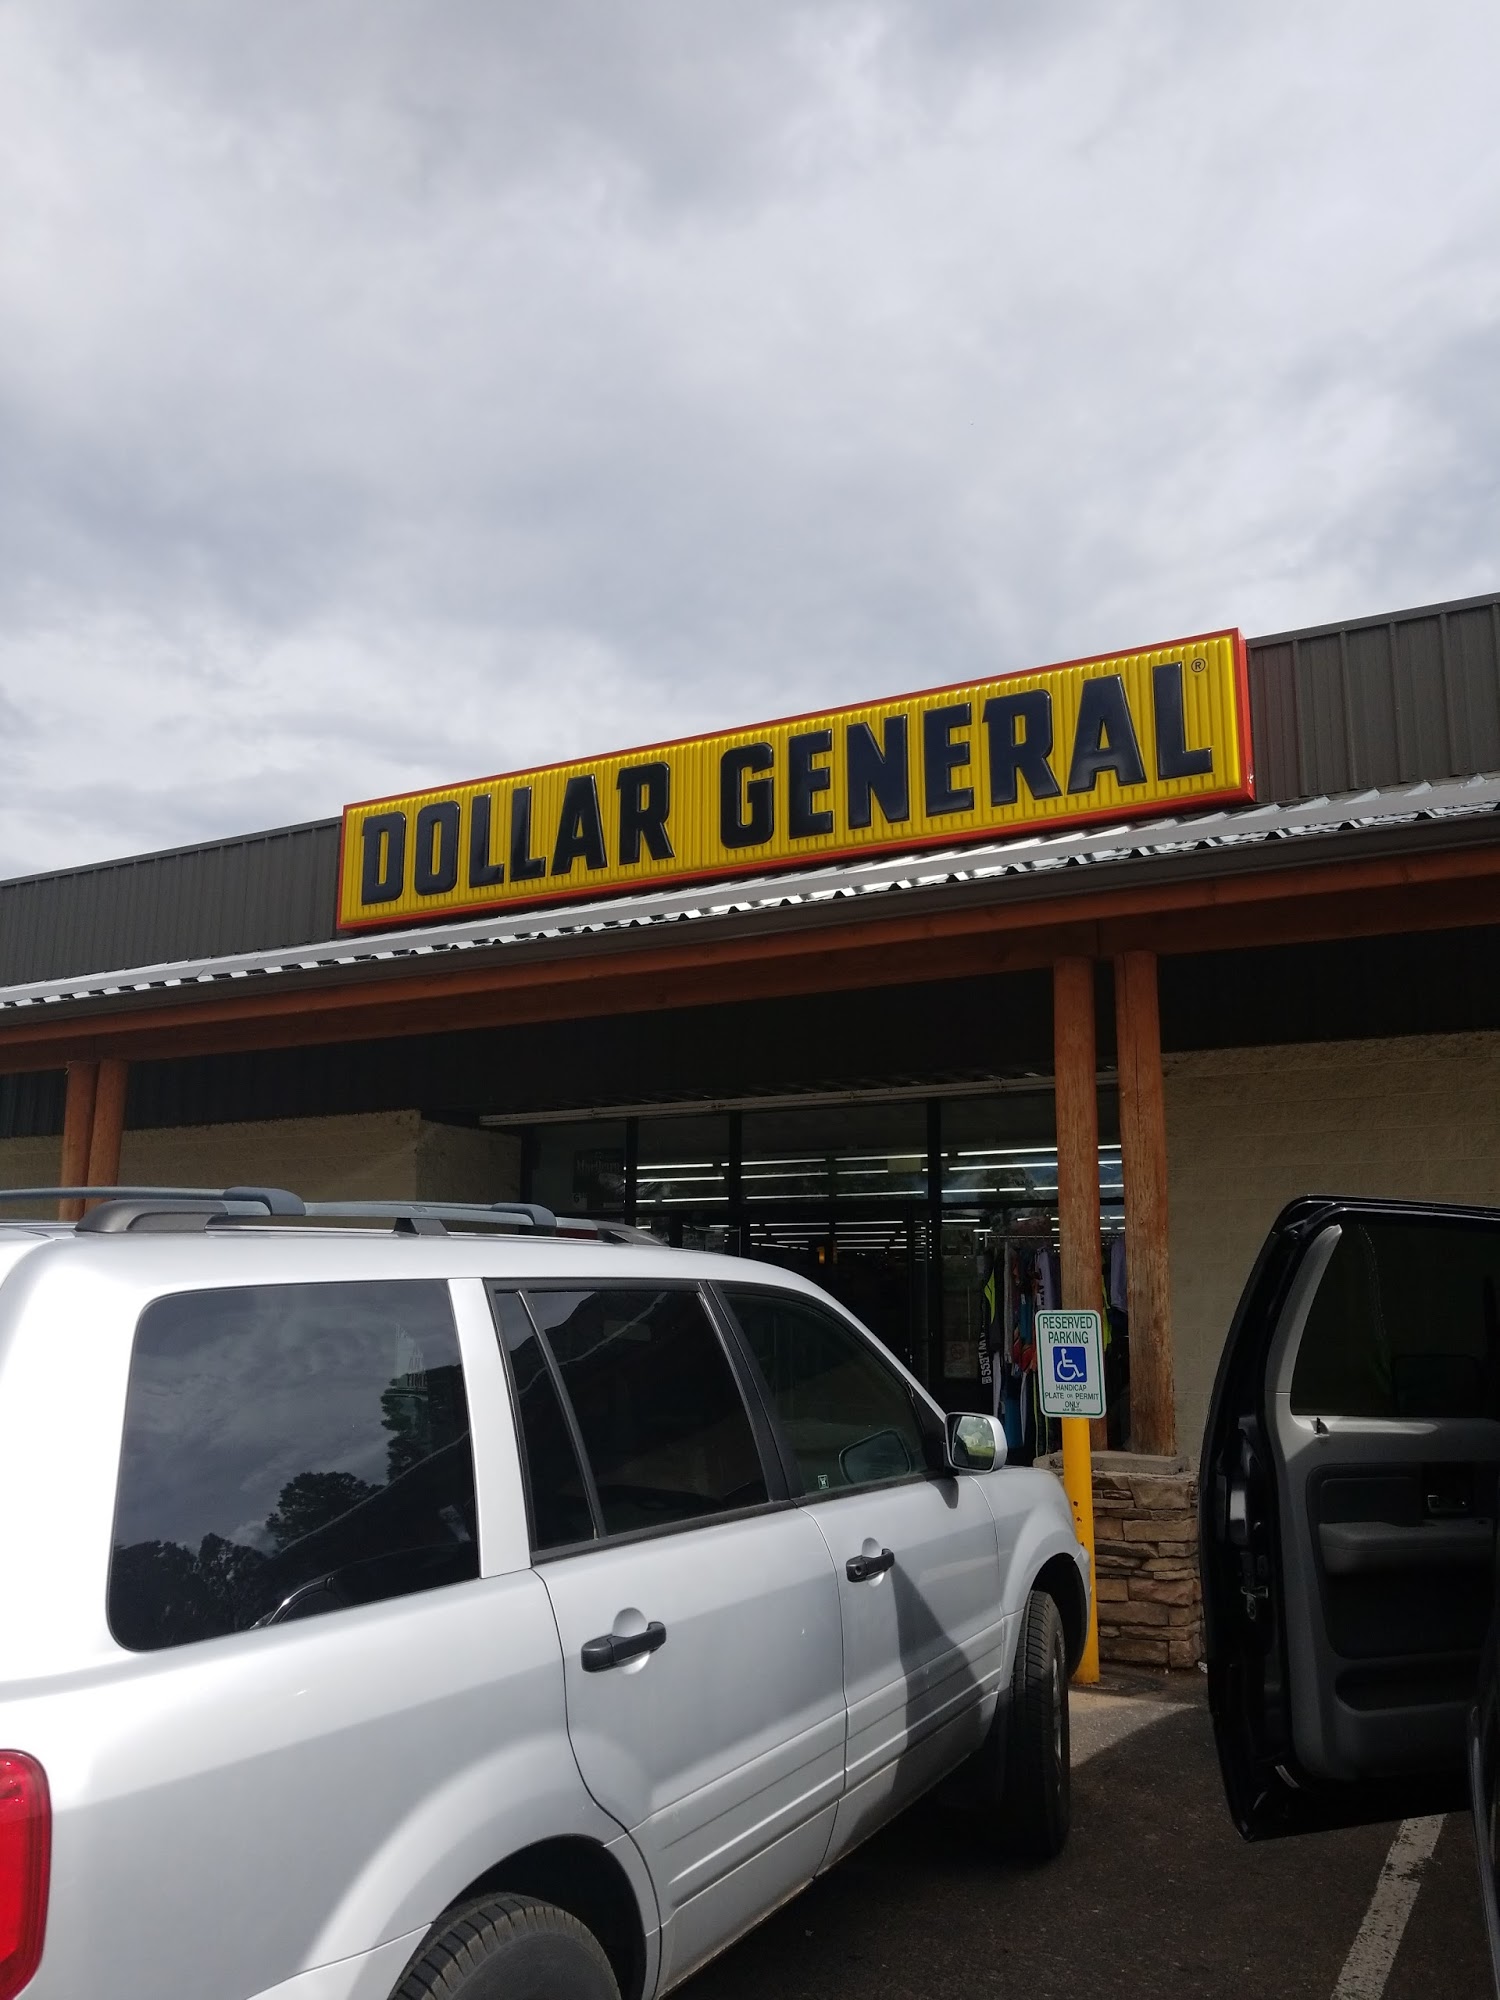 DOLLAR GENERAL®
RESERVED
PARKING
HANDICAP
PLATE OR PERMIT
ONLY